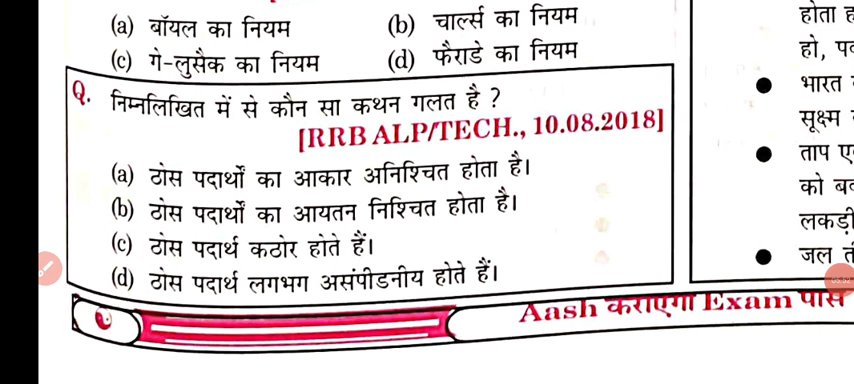 (a) बॉयल का नियम (b) चार्ल्स का नियम
(c) गे-लुसैक का नियम (d) फैराडे का नियम
Q. निम्नलिखित में से कौन सा कथन गलत है ?
[RRB ALP/TECH., 10.08.2018]
(a) ठोस पदार्थों का आकार अनिश्चित होता है।
(b) ठोस पदार्थों का आयतन निश्चित होता है।
(c) ठोस पदार्थ कठोर होते हैं।
(d) ठोस पदार्थ लगभग असंपीडनीय होते हैं।
होता
हो,
भारत
सूक्ष्म
ताप
को
लकड़ी
जल
Aash कराएगा Exam पास